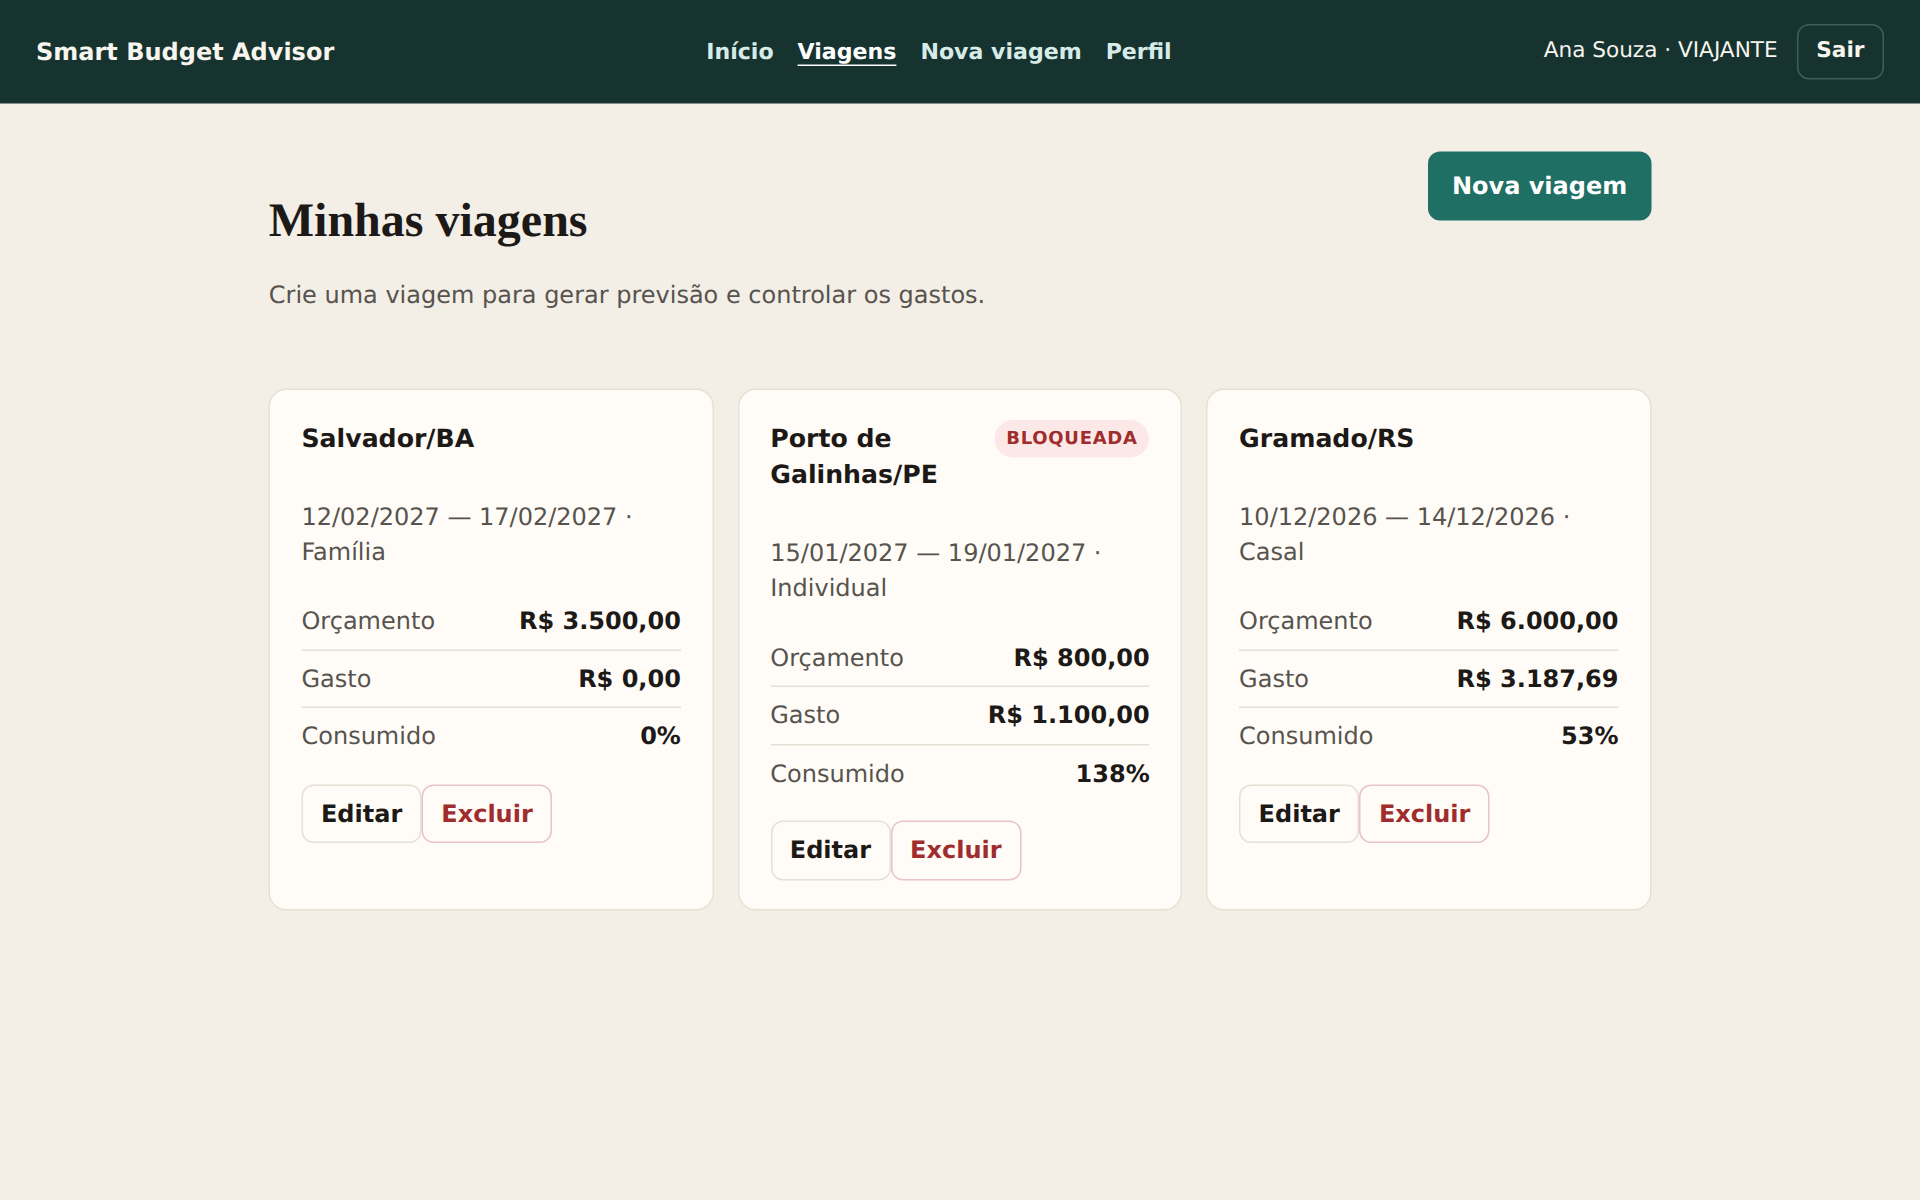 Smart Budget Advisor
Início Viagens Nova viagem Perfil
Ana Souza · VIAJANTE Sair
Nova viagem
Minhas viagens
Crie uma viagem para gerar previsão e controlar os gastos.
Salvador/BA
12/02/2027 — 17/02/2027 ·
Família
Orçamento R$ 3.500,00
Gasto R$ 0,00
Consumido 0%
Editar Excluir
Porto de
Galinhas/PE
BLOQUEADA
15/01/2027 — 19/01/2027 ·
Individual
Orçamento R$ 800,00
Gasto R$ 1.100,00
Consumido 138%
Editar Excluir
Gramado/RS
10/12/2026 — 14/12/2026 ·
Casal
Orçamento R$ 6.000,00
Gasto R$ 3.187,69
Consumido 53%
Editar Excluir